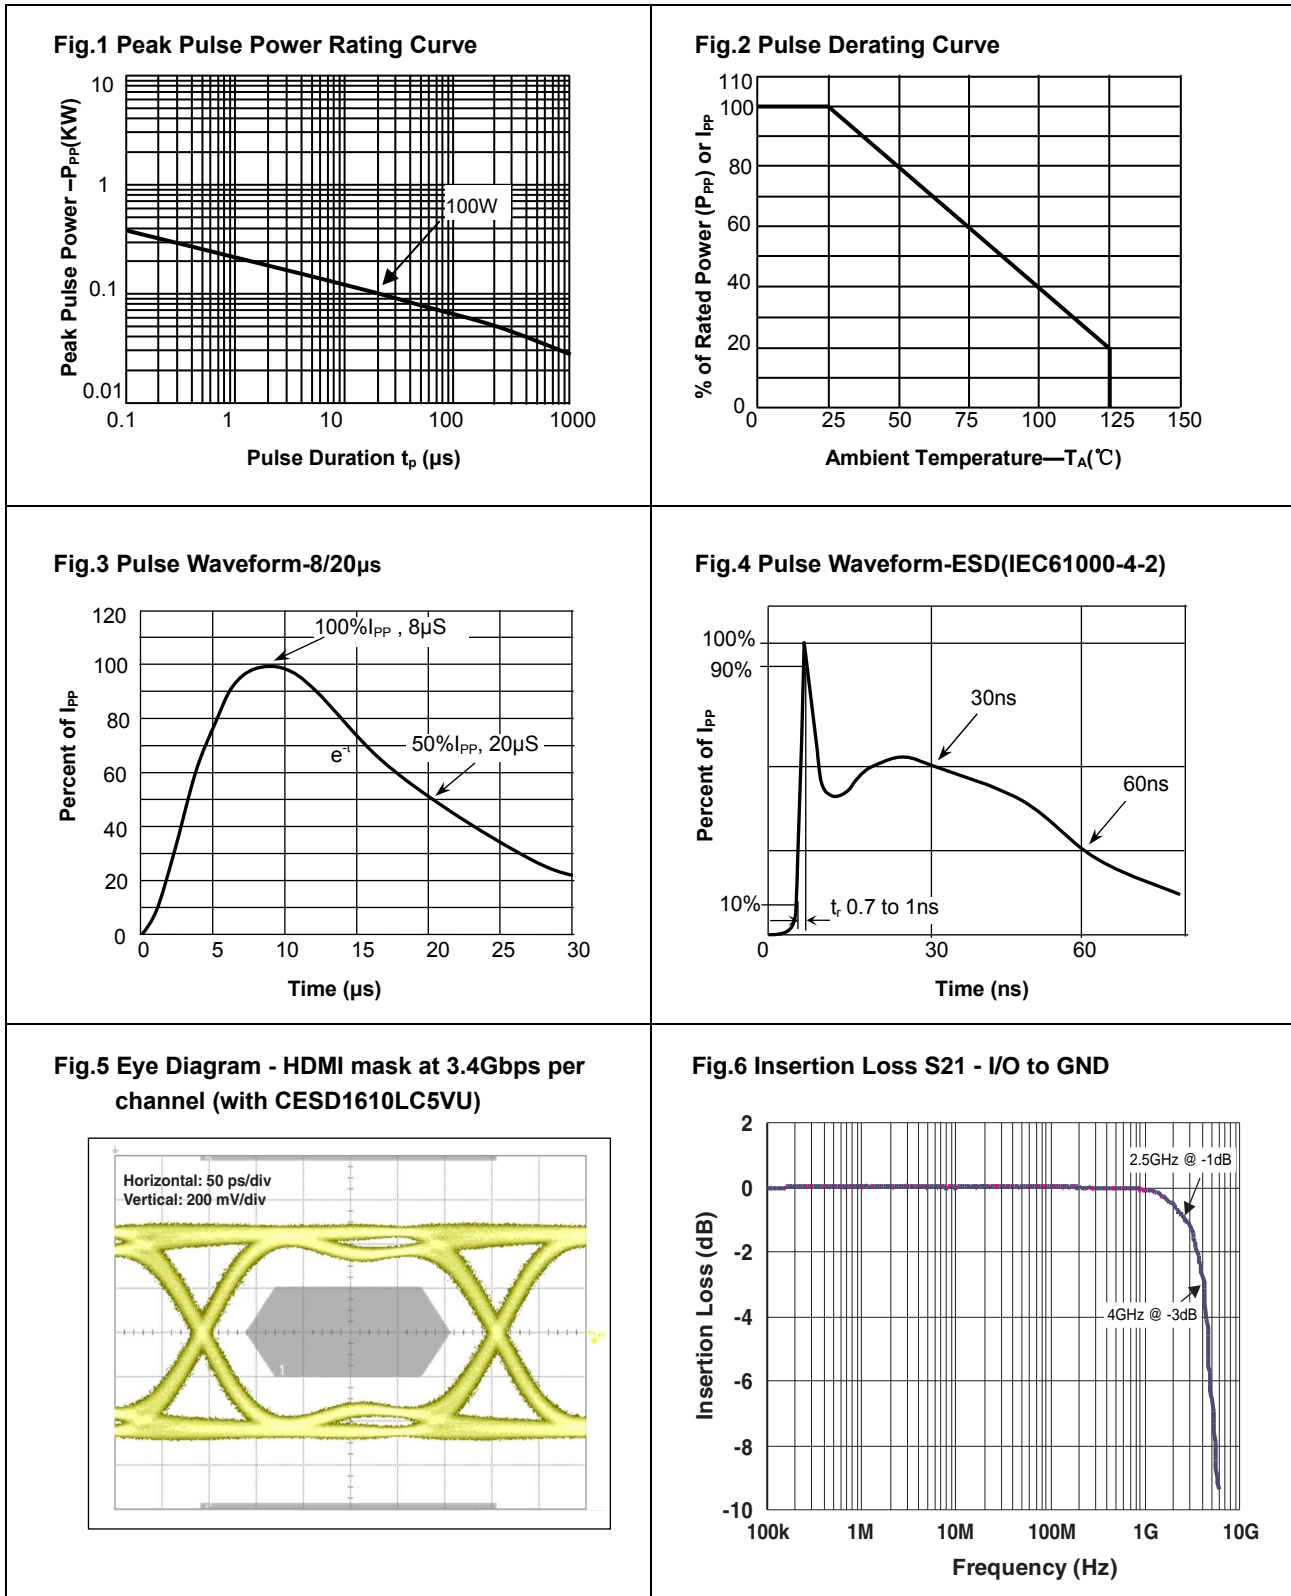 Fig.1 Peak Pulse Power Rating Curve
Peak Pulse Power –PPP(KW)
10
1
0.1
0.01
100W
0.1 1 10 100 1000
Pulse Duration tp (µs)
Fig.2 Pulse Derating Curve
% of Rated Power (PPP) or IPP
110
100
80
60
40
20
0
0 25 50 75 100 125 150
Ambient Temperature—TA(℃)
Fig.3 Pulse Waveform-8/20µs
Percent of IPP
120
100
80
60
40
20
0
100%IPP , 8µS
e-t
50%IPP, 20µS
0 5 10 15 20 25 30
Time (µs)
Fig.4 Pulse Waveform-ESD(IEC61000-4-2)
Percent of IPP
100%
90%
10%
30ns
60ns
tr 0.7 to 1ns
0 30 60
Time (ns)
Fig.5 Eye Diagram - HDMI mask at 3.4Gbps per
channel (with CESD1610LC5VU)
Horizontal: 50 ps/div
Vertical: 200 mV/div
1
Fig.6 Insertion Loss S21 - I/O to GND
Insertion Loss (dB)
2
0
-2
-4
-6
-8
-10
2.5GHz @ -1dB
4GHz @ -3dB
100k 1M 10M 100M 1G 10G
Frequency (Hz)